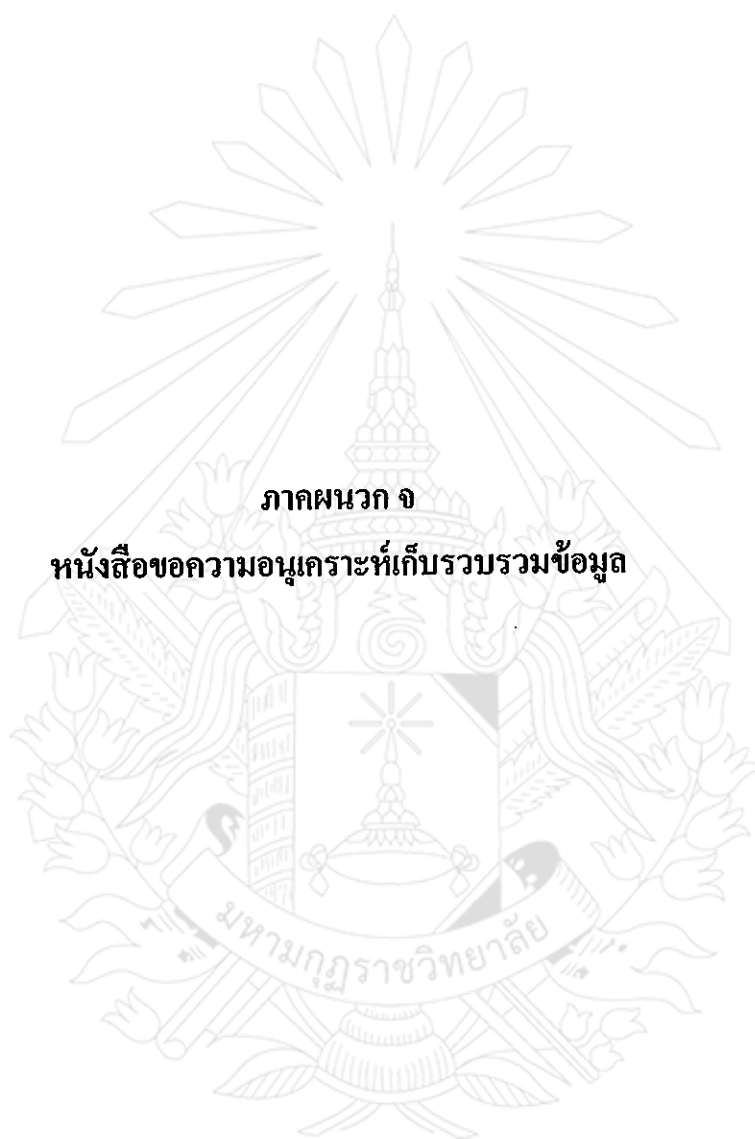 ภาคผนวก จ
หนังสือขอความอนุเคราะห์เก็บรวบรวมข้อมูล
มหามกุฏราชวิทยาลัย